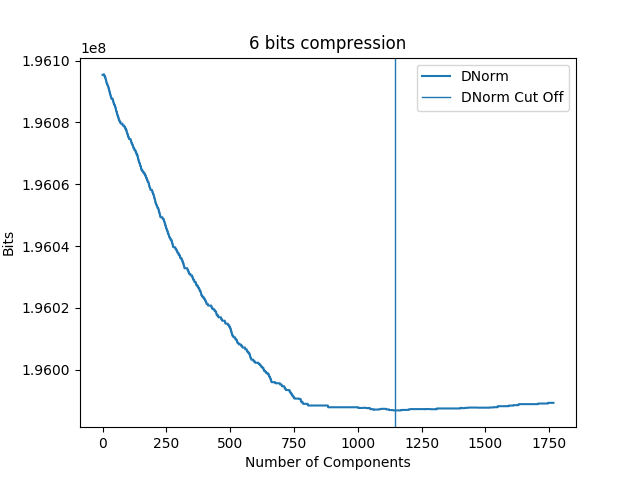 6 bits compression
1e8
DNorm
DNorm Cut Off
1.9610
1.9608
1.9606
1.9604
1.9602
1.9600
Bits
0 250 500 750 1000 1250 1500 1750
Number of Components